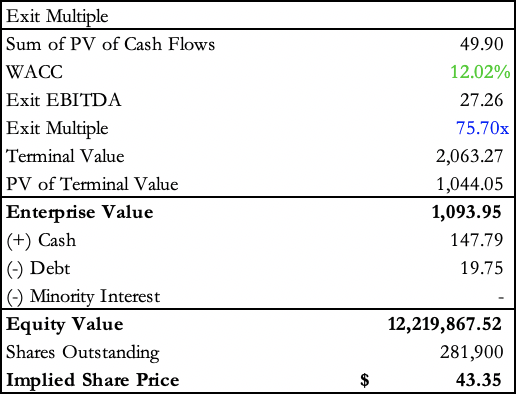 Exit Multiple
Sum of PV of Cash Flows 49.90
WACC 12.02%
Exit EBITDA 27.26
Exit Multiple 75.70x
Terminal Value 2,063.27
PV of Terminal Value 1,044.05
Enterprise Value 1,093.95
(+) Cash 147.79
(-) Debt 19.75
(-) Minority Interest -
Equity Value 12,219,867.52
Shares Outstanding 281,900
Implied Share Price $ 43.35